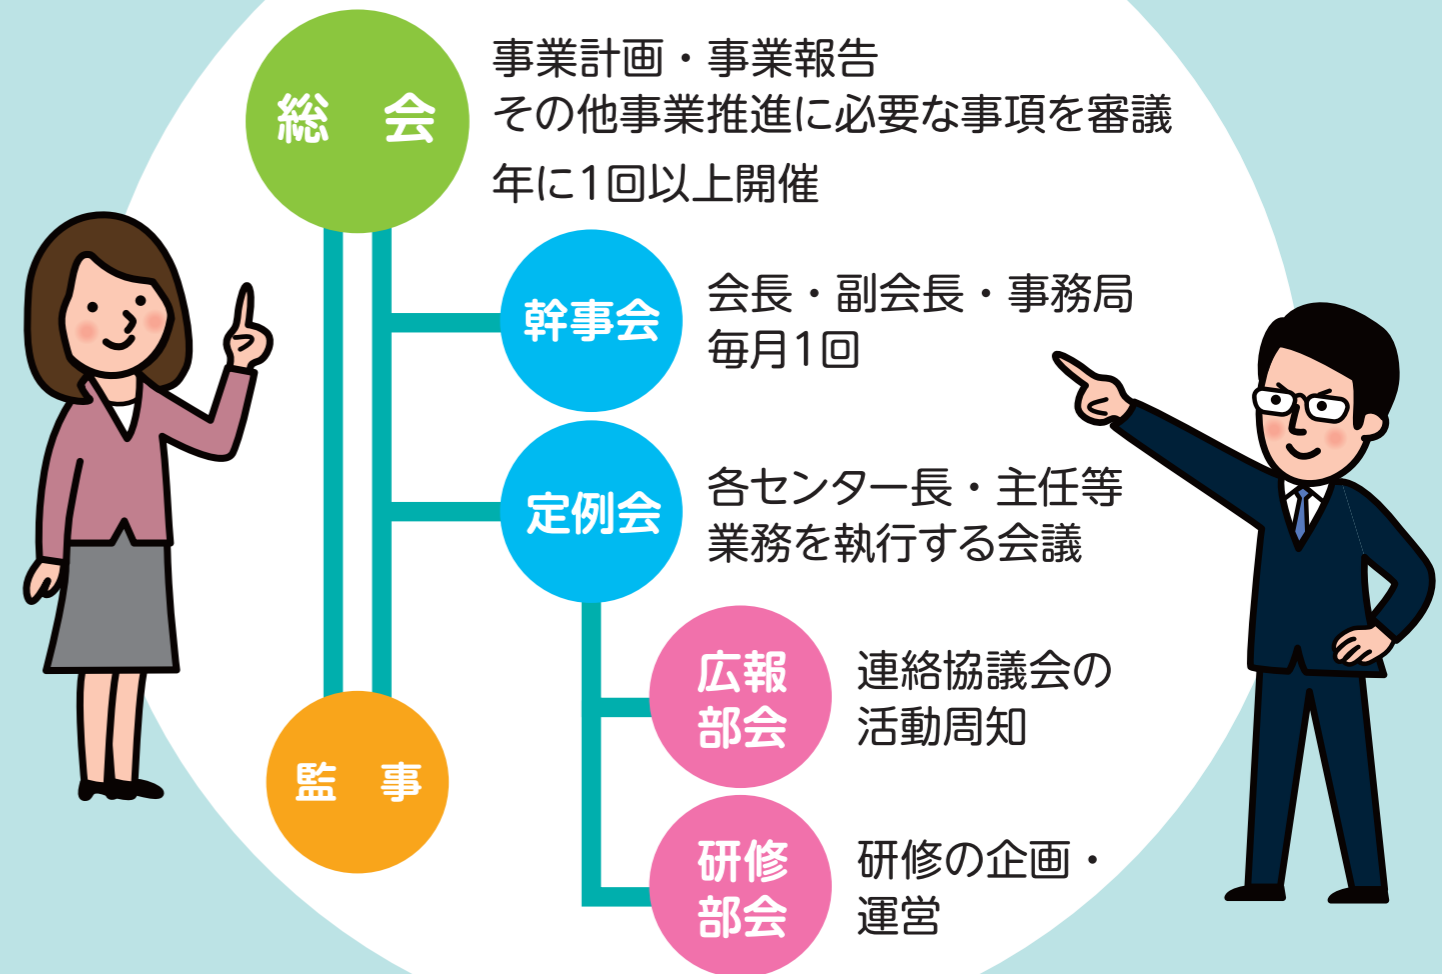 総　会
事業計画・事業報告
その他事業推進に必要な事項を審議
年に1回以上開催
幹事会
会長・副会長・事務局
毎月1回
定例会
各センター長・主任等
業務を執行する会議
広報
部会
連絡協議会の
活動周知
監　事
研修
部会
研修の企画・
運営